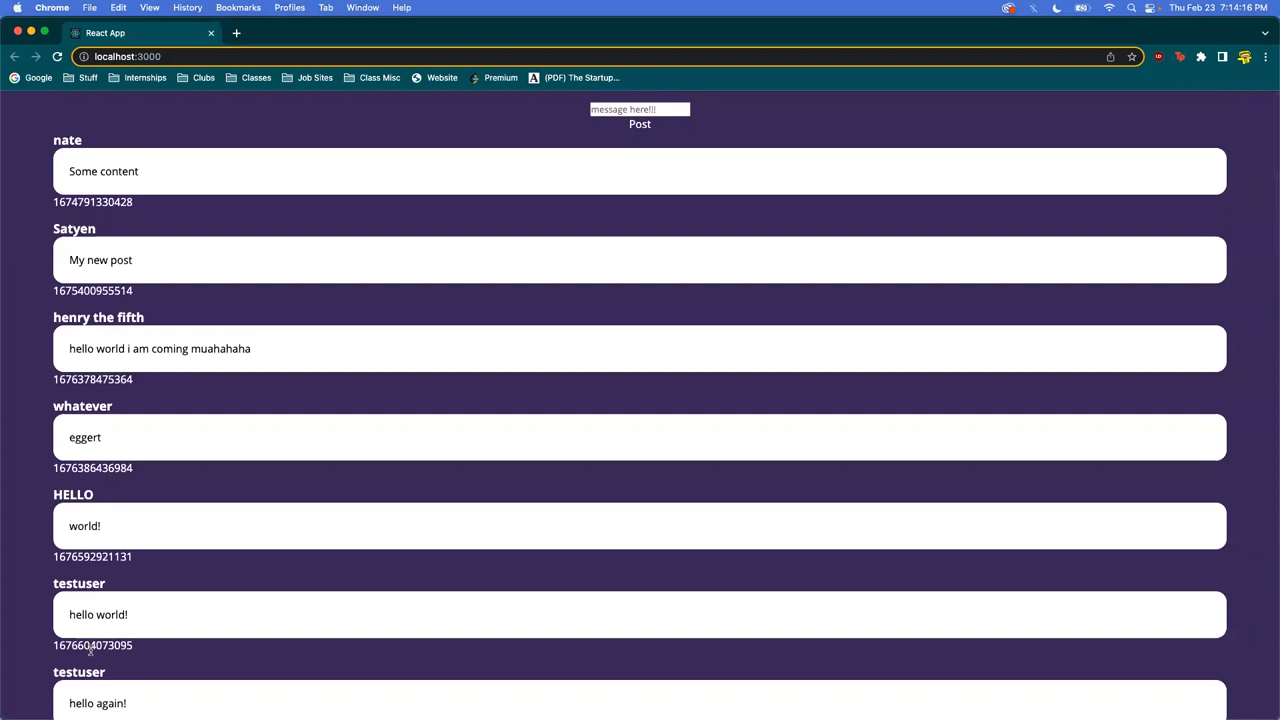 Chrome File Edit View History Bookmarks Profiles Tab Window Help Thu Feb 23 7:14:16 PM
React App
localhost:3000
Google Stuff Internships Clubs Classes Job Sites Class Misc Website Premium (PDF) The Startup...
message here!!!
Post
nate
Some content
1674791330428
Satyen
My new post
1675400955514
henry the fifth
hello world i am coming muahahaha
1676378475364
whatever
eggert
1676386436984
HELLO
world!
1676592921131
testuser
hello world!
1676604073095
testuser
hello again!